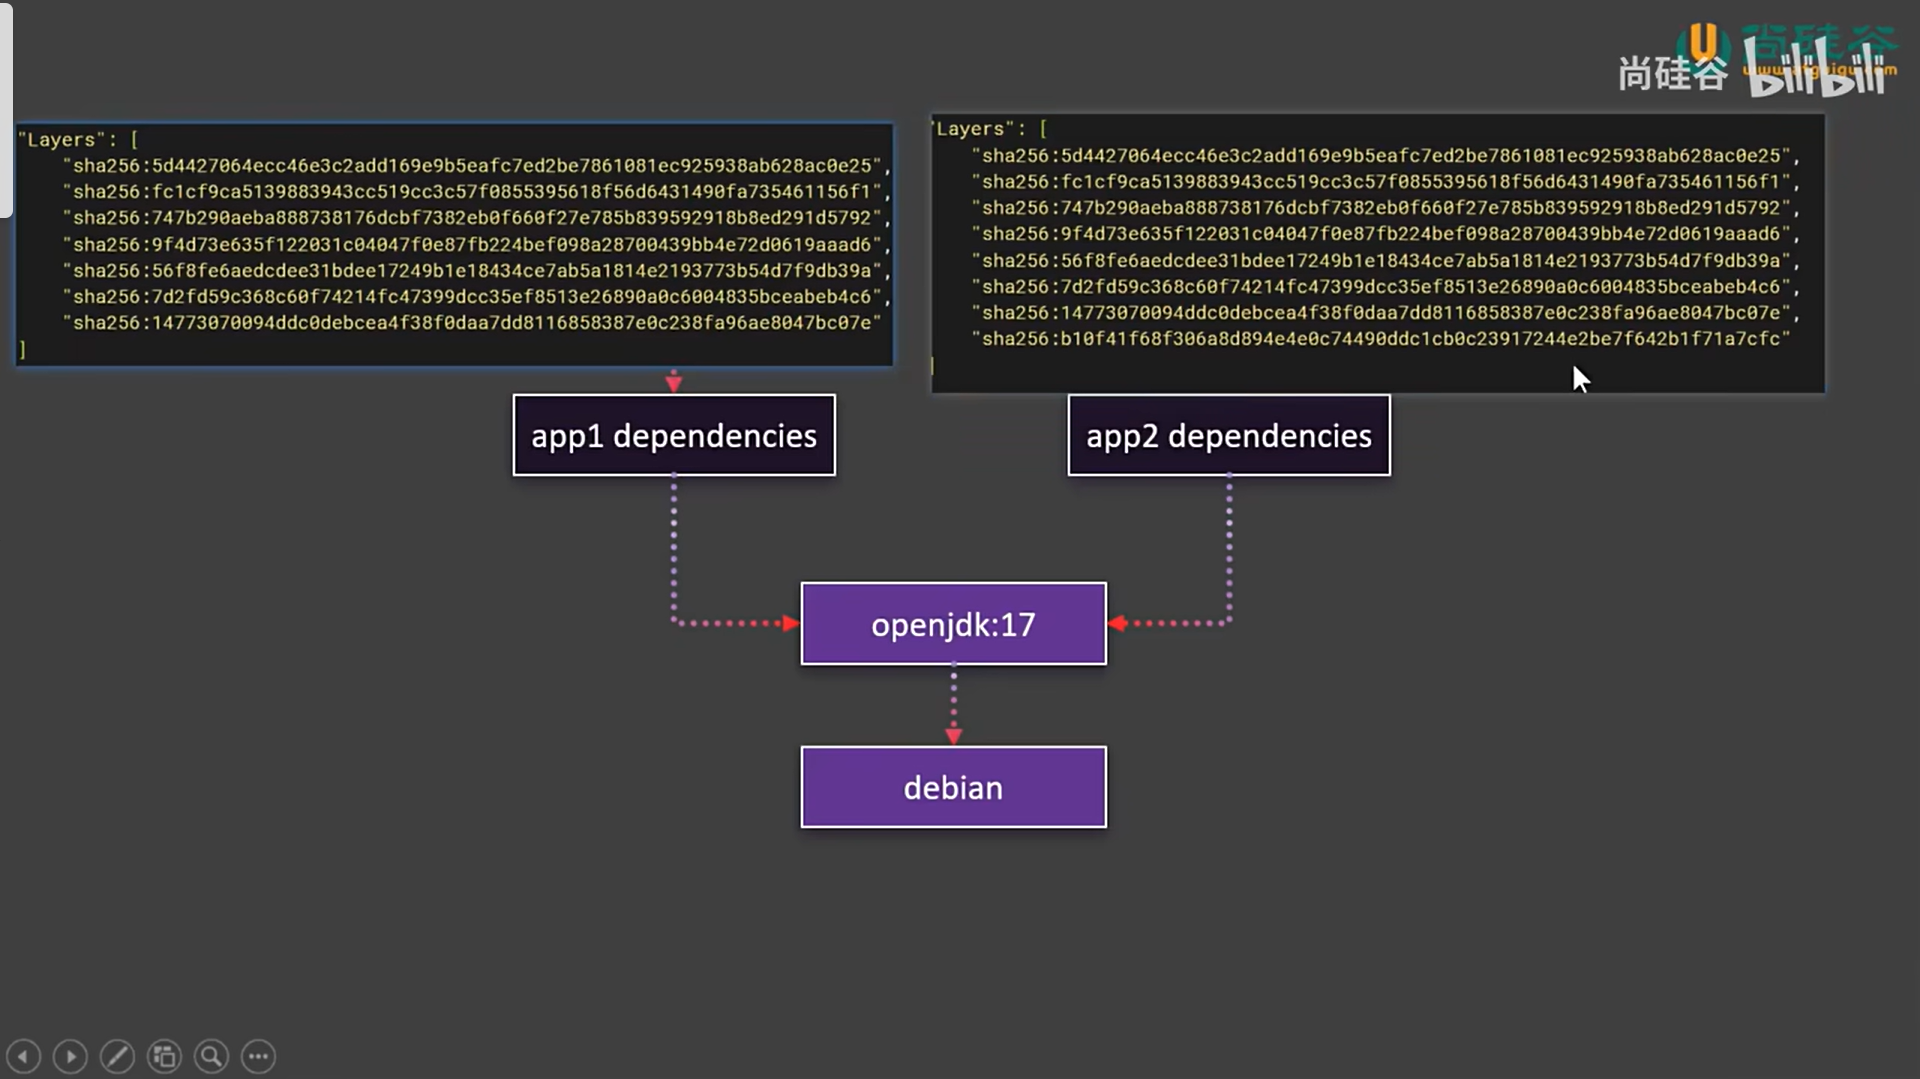 尚硅谷 bilibili
"Layers": [
"sha256:5d4427064ecc46e3c2add169e9b5eafc7ed2be7861081ec925938ab628ac0e25",
"sha256:fc1cf9ca5139883943cc519cc3c57f0855395618f56d6431490fa735461156f1",
"sha256:747b290aeba888738176dcbf7382eb0f660f27e785b839592918b8ed291d5792",
"sha256:9f4d73e635f122031c04047f0e87fb224bef098a28700439bb4e72d0619aaad6",
"sha256:56f8fe6aedcdee31bdee17249b1e18434ce7ab5a1814e2193773b54d7f9db39a",
"sha256:7d2fd59c368c60f74214fc47399dcc35ef8513e26890a0c6004835bceabeb4c6",
"sha256:14773070094ddc0debcea4f38f0daa7dd8116858387e0c238fa96ae8047bc07e"
]
"Layers": [
"sha256:5d4427064ecc46e3c2add169e9b5eafc7ed2be7861081ec925938ab628ac0e25",
"sha256:fc1cf9ca5139883943cc519cc3c57f0855395618f56d6431490fa735461156f1",
"sha256:747b290aeba888738176dcbf7382eb0f660f27e785b839592918b8ed291d5792",
"sha256:9f4d73e635f122031c04047f0e87fb224bef098a28700439bb4e72d0619aaad6",
"sha256:56f8fe6aedcdee31bdee17249b1e18434ce7ab5a1814e2193773b54d7f9db39a",
"sha256:7d2fd59c368c60f74214fc47399dcc35ef8513e26890a0c6004835bceabeb4c6",
"sha256:14773070094ddc0debcea4f38f0daa7dd8116858387e0c238fa96ae8047bc07e",
"sha256:b10f41f68f306a8d894e4e0c74490ddc1cb0c23917244e2be7f642b1f71a7cfc"
]
app1 dependencies
app2 dependencies
openjdk:17
debian